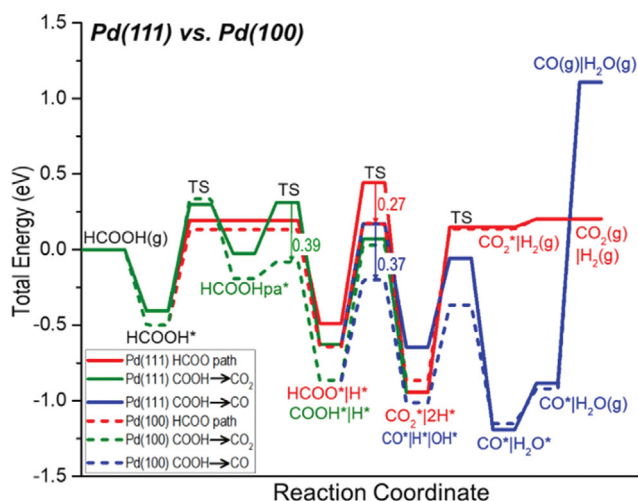 Pd(111) vs. Pd(100)
CO(g)|H₂O(g)
1.5
1.0
0.5
0.0
-0.5
-1.0
-1.5
Total Energy (eV)
HCOOH(g)
HCOOH*
TS
HCOOHpa*
TS
0.39
HCOO*|H*
COOH*|H*
TS
0.27
0.37
CO₂*|2H*
CO*|H*|OH*
TS
CO₂*|H₂(g)
CO₂(g)
|H₂(g)
CO*|H₂O*
CO*|H₂O(g)
Pd(111) HCOO path
Pd(111) COOH→CO₂
Pd(111) COOH→CO
Pd(100) HCOO path
Pd(100) COOH→CO₂
Pd(100) COOH→CO
Reaction Coordinate